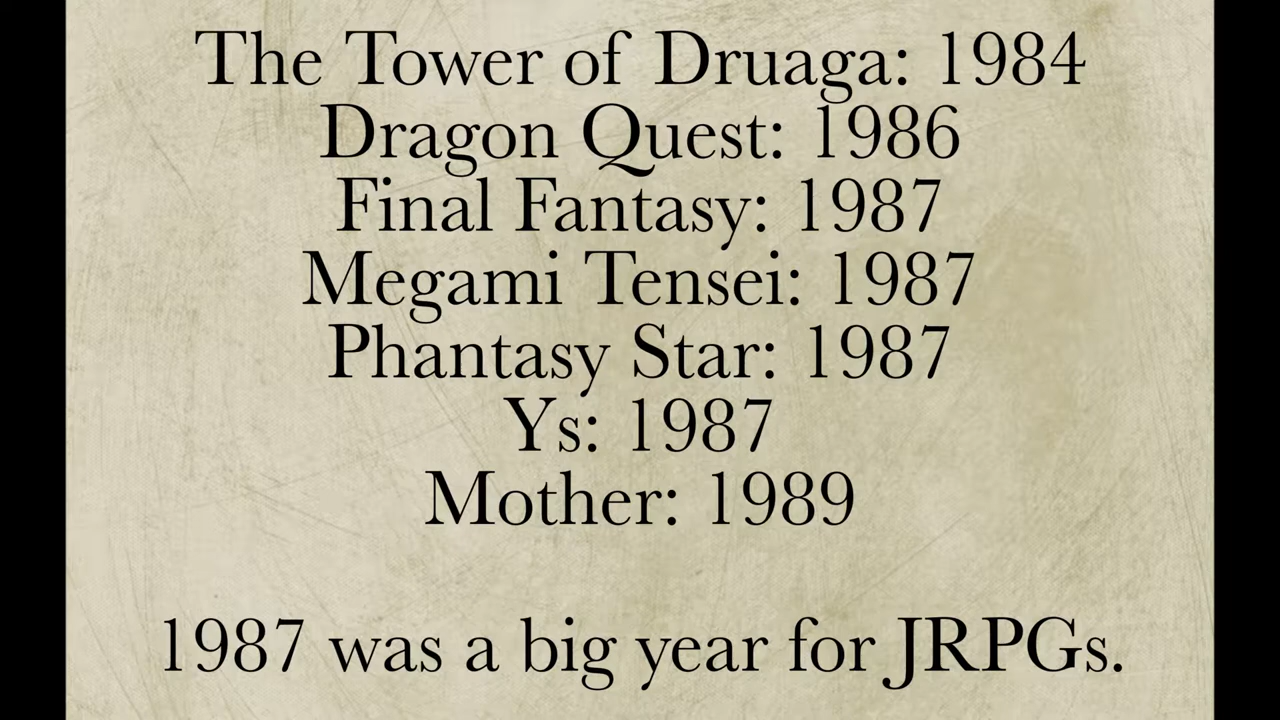 The Tower of Druaga: 1984
Dragon Quest: 1986
Final Fantasy: 1987
Megami Tensei: 1987
Phantasy Star: 1987
Ys: 1987
Mother: 1989
1987 was a big year for JRPGs.